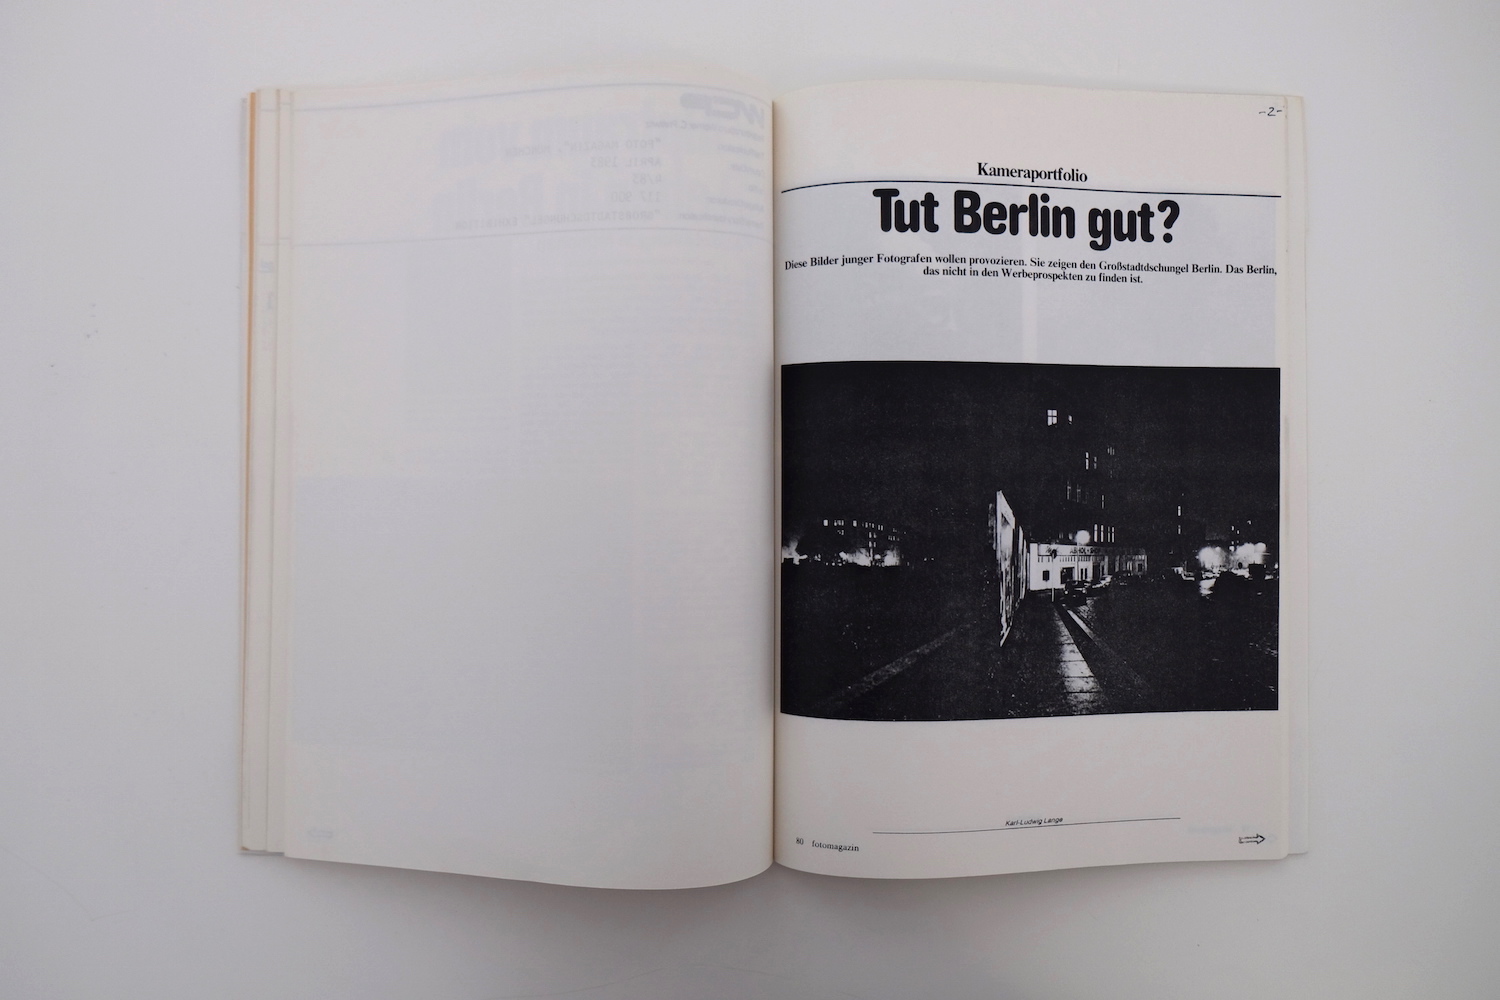 -2-
Kameraportfolio
Tut Berlin gut?
Diese Bilder junger Fotografen wollen provozieren. Sie zeigen den Großstadtdschungel Berlin. Das Berlin,
das nicht in den Werbeprospekten zu finden ist.
Karl-Ludwig Lange
80 fotomagazin